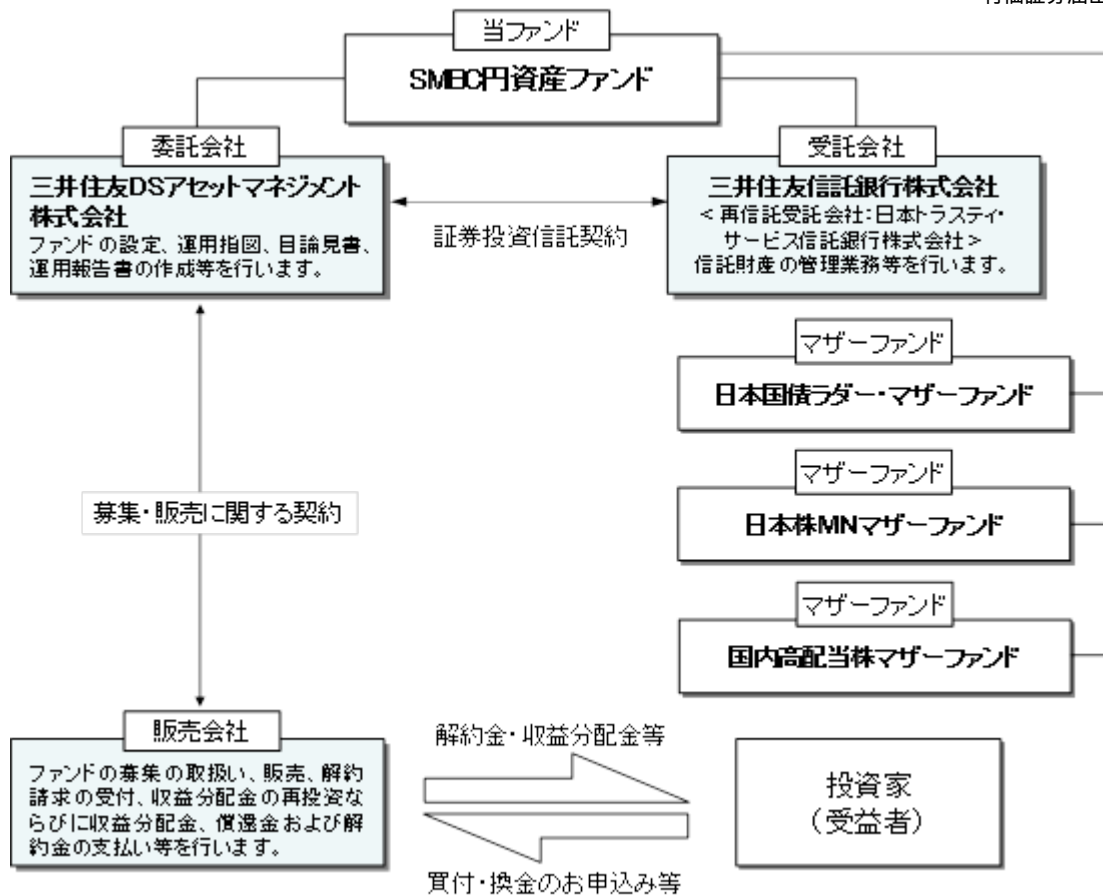 当ファンド
SMBC円資産ファンド
委託会社
三井住友DSアセットマネジメント
株式会社
ファンドの設定、運用指図、目論見書、
運用報告書の作成等を行います。
証券投資信託契約
受託会社
三井住友信託銀行株式会社
<再信託受託会社:日本トラスティ・
サービス信託銀行株式会社>
信託財産の管理業務等を行います。
マザーファンド
日本国債ラダー・マザーファンド
マザーファンド
日本株MNマザーファンド
マザーファンド
国内高配当株マザーファンド
募集・販売に関する契約
販売会社
ファンドの募集の取扱い、販売、解約
請求の受付、収益分配金の再投資な
らびに収益分配金、償還金および解
約金の支払い等を行います。
解約金・収益分配金等
買付・換金のお申込み等
投資家
(受益者)